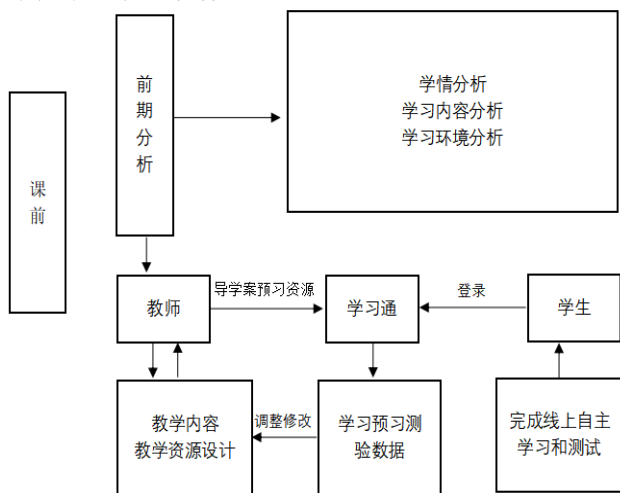 前
期
分
析
学情分析
学习内容分析
学习环境分析
课
前
教师
导学案预习资源
学习通
登录
学生
教学内容
教学资源设计
调整修改
学习预习测
验数据
完成线上自主
学习和测试